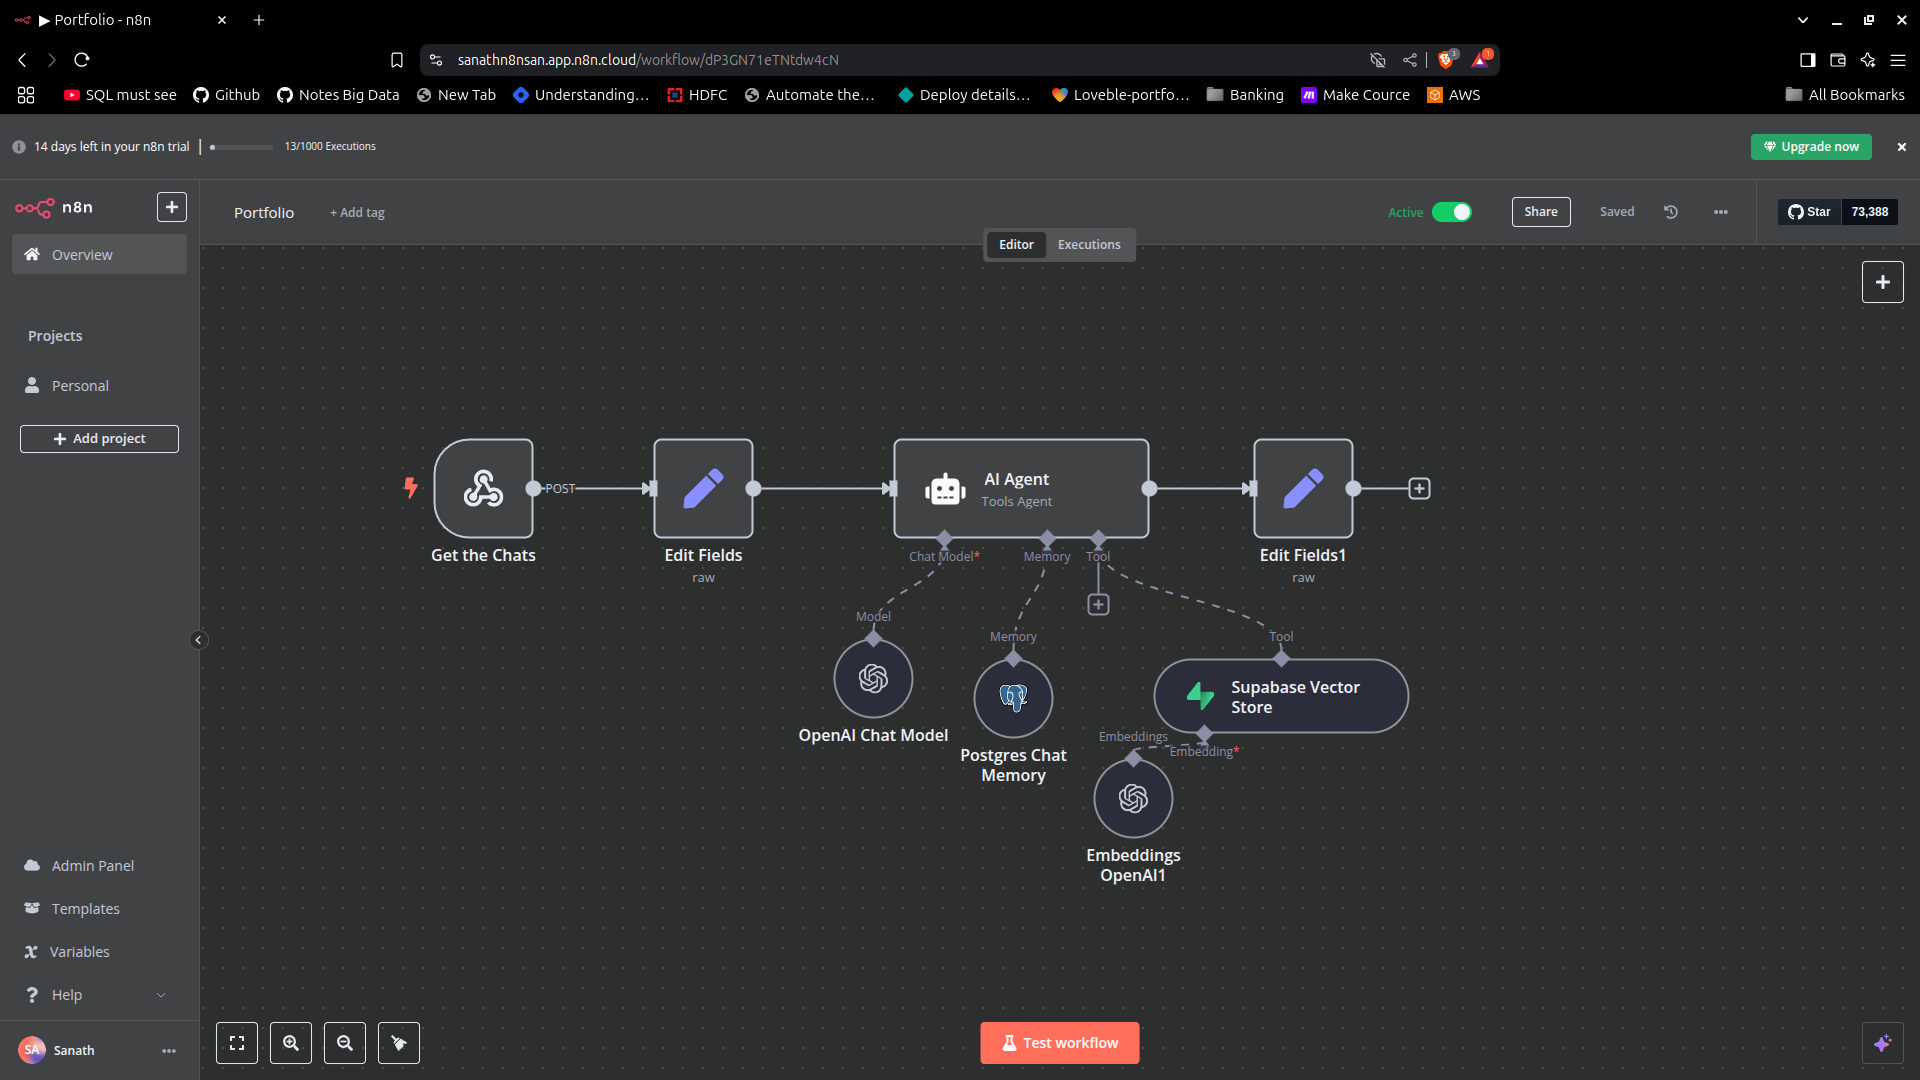 Portfolio - n8n
sanathn8nsan.app.n8n.cloud/workflow/dP3GN71eTNtdw4cN
3
1
SQL must see
Github
Notes Big Data
New Tab
Understanding...
HDFC
Automate the...
Deploy details...
Loveble-portfo...
Banking
Make Cource
AWS
All Bookmarks
14 days left in your n8n trial
13/1000 Executions
Upgrade now
n8n
Portfolio
+ Add tag
Active
Share
Saved
Star
73,388
Editor
Executions
Overview
Projects
Personal
Add project
POST
AI Agent
Tools Agent
Get the Chats
Edit Fields
raw
Chat Model*
Memory
Tool
Edit Fields1
raw
Model
Memory
Tool
OpenAI Chat Model
Postgres Chat
Memory
Supabase Vector
Store
Embeddings
Embedding*
Embeddings
OpenAI1
Admin Panel
Templates
Variables
Help
SA
Sanath
Test workflow